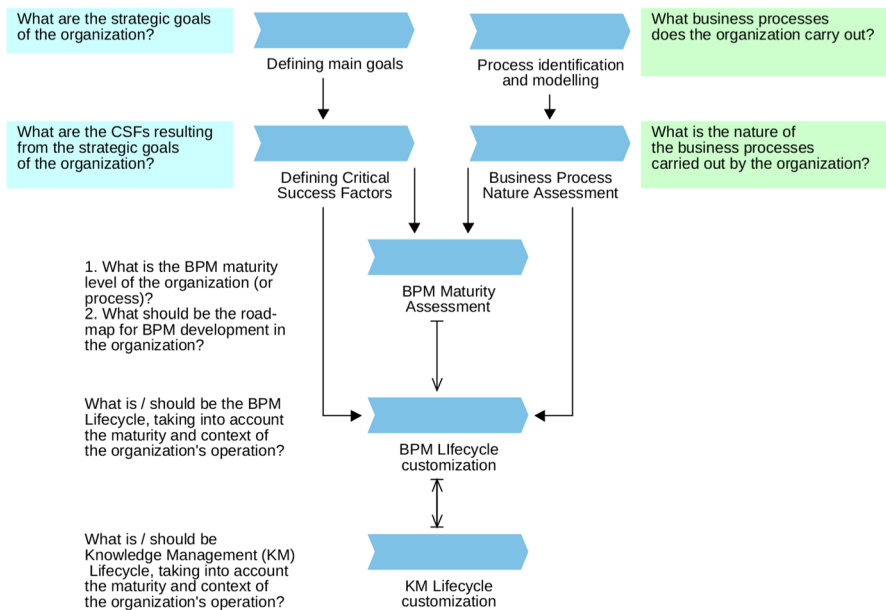 What are the strategic goals
of the organization?
Defining main goals
Process identification
and modelling
What business processes
does the organization carry out?
What are the CSFs resulting
from the strategic goals
of the organization?
Defining Critical
Success Factors
Business Process
Nature Assessment
What is the nature of
the business processes
carried out by the organization?
1. What is the BPM maturity
level of the organization (or
process)?
2. What should be the road-
map for BPM development in
the organization?
BPM Maturity
Assessment
What is / should be the BPM
Lifecycle, taking into account
the maturity and context of
the organization's operation?
BPM LIfecycle
customization
What is / should be
Knowledge Management (KM)
Lifecycle, taking into account
the maturity and context of
the organization's operation?
KM Lifecycle
customization